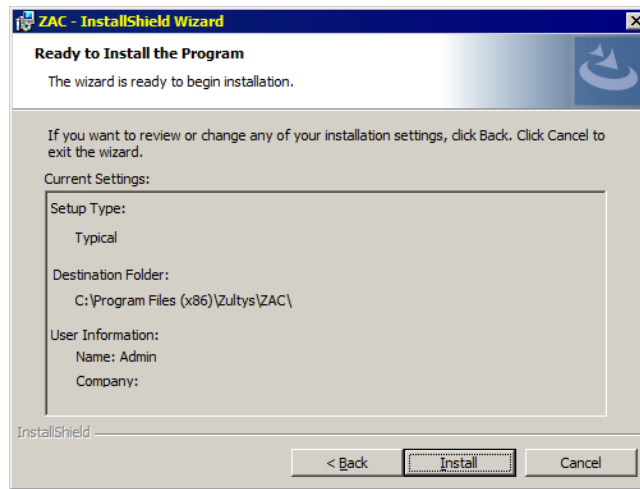 ZAC - InstallShield Wizard
Ready to Install the Program
The wizard is ready to begin installation.
If you want to review or change any of your installation settings, click Back. Click Cancel to
exit the wizard.
Current Settings:
Setup Type:
Typical
Destination Folder:
C:\Program Files (x86)\Zultys\ZAC\
User Information:
Name: Admin
Company:
InstallShield
< Back
Install
Cancel